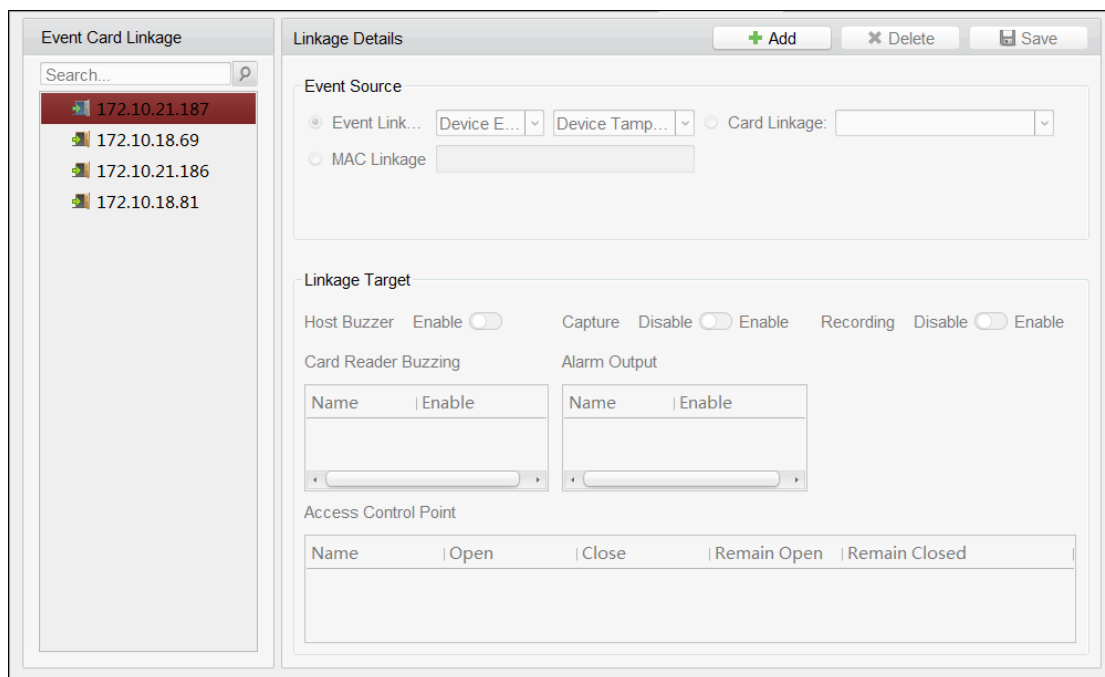 Event Card Linkage
Search...
172.10.21.187
172.10.18.69
172.10.21.186
172.10.18.81
Linkage Details
Add
Delete
Save
Event Source
Event Link... Device E... Device Tamp... Card Linkage:
MAC Linkage
Linkage Target
Host Buzzer Enable Capture Disable Enable Recording Disable Enable
Card Reader Buzzing Alarm Output
Name Enable Name Enable
Access Control Point
Name Open Close Remain Open Remain Closed